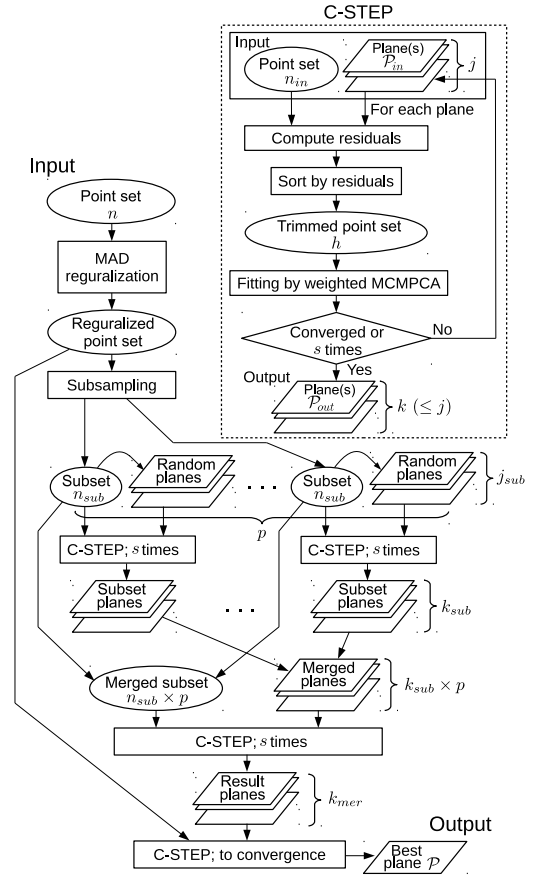 C-STEP
Input
Point set
n_in
Plane(s)
P_in
j
For each plane
Compute residuals
Sort by residuals
Trimmed point set
h
Fitting by weighted MCMPCA
Converged or
s times
No
Yes
Output
Plane(s)
P_out
k (≤ j)
Input
Point set
n
MAD
reguralization
Reguralized
point set
Subsampling
Subset
n_sub
Random
planes
· · ·
Subset
n_sub
Random
planes
j_sub
p
C-STEP; s times
C-STEP; s times
Subset
planes
· · ·
Subset
planes
k_sub
Merged subset
n_sub × p
Merged
planes
k_sub × p
C-STEP; s times
Result
planes
k_mer
Output
C-STEP; to convergence
Best
plane P